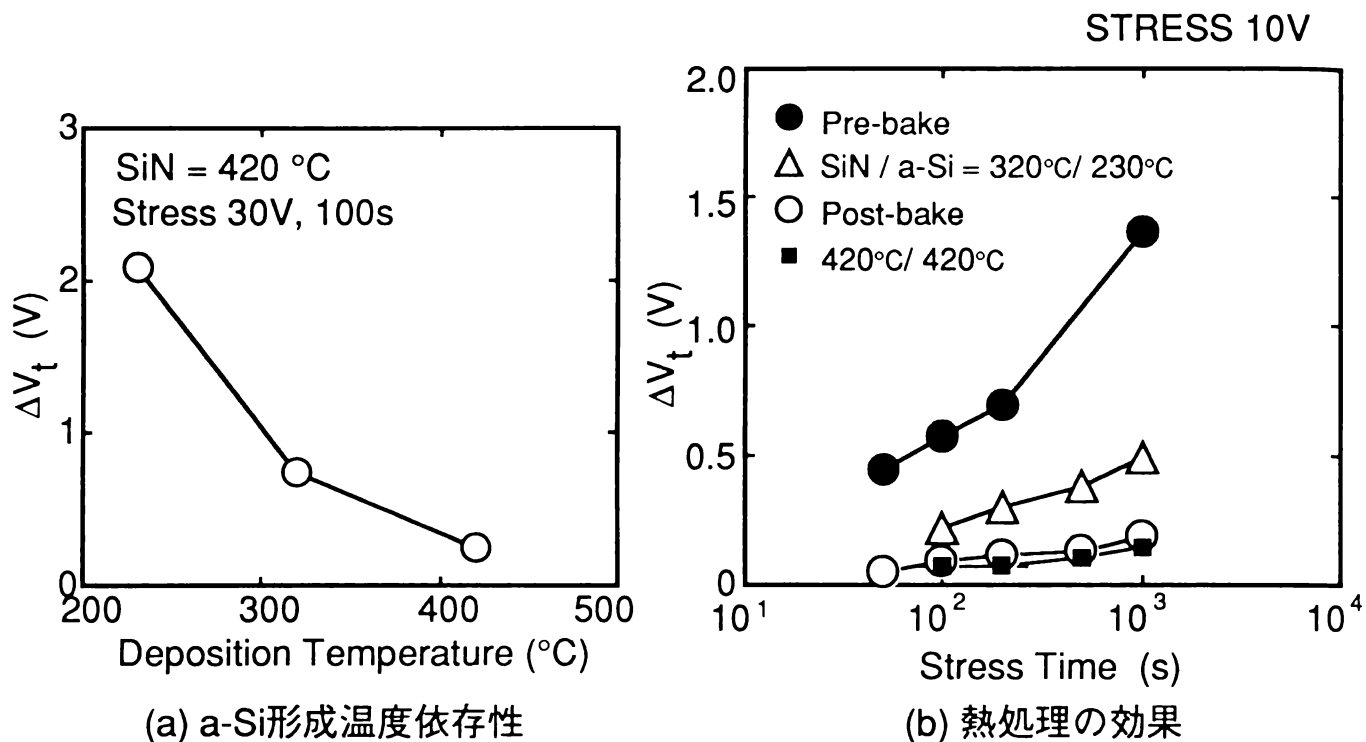 STRESS 10V
3
2
1
0
200
300
400
500
SiN = 420 °C
Stress 30V, 100s
ΔVt (V)
Deposition Temperature (°C)
(a) a-Si形成温度依存性
2.0
1.5
1.0
0.5
0
10^1
10^2
10^3
10^4
Pre-bake
SiN / a-Si = 320°C/ 230°C
Post-bake
420°C/ 420°C
ΔVt (V)
Stress Time (s)
(b) 熱処理の効果